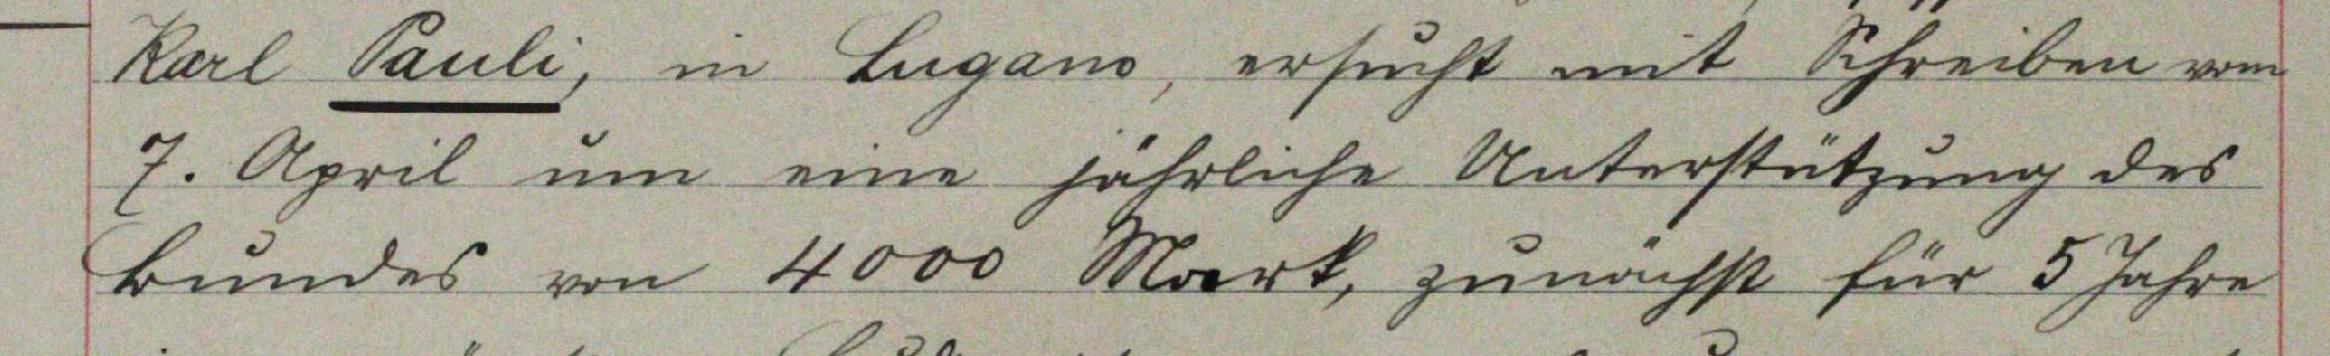 Karl Pauli, in Lugano, ersucht mit Schreiben vom
7. April um eine jährliche Unterstützung des
Bundes von 4000 Mark, zunächst für 5 Jahre